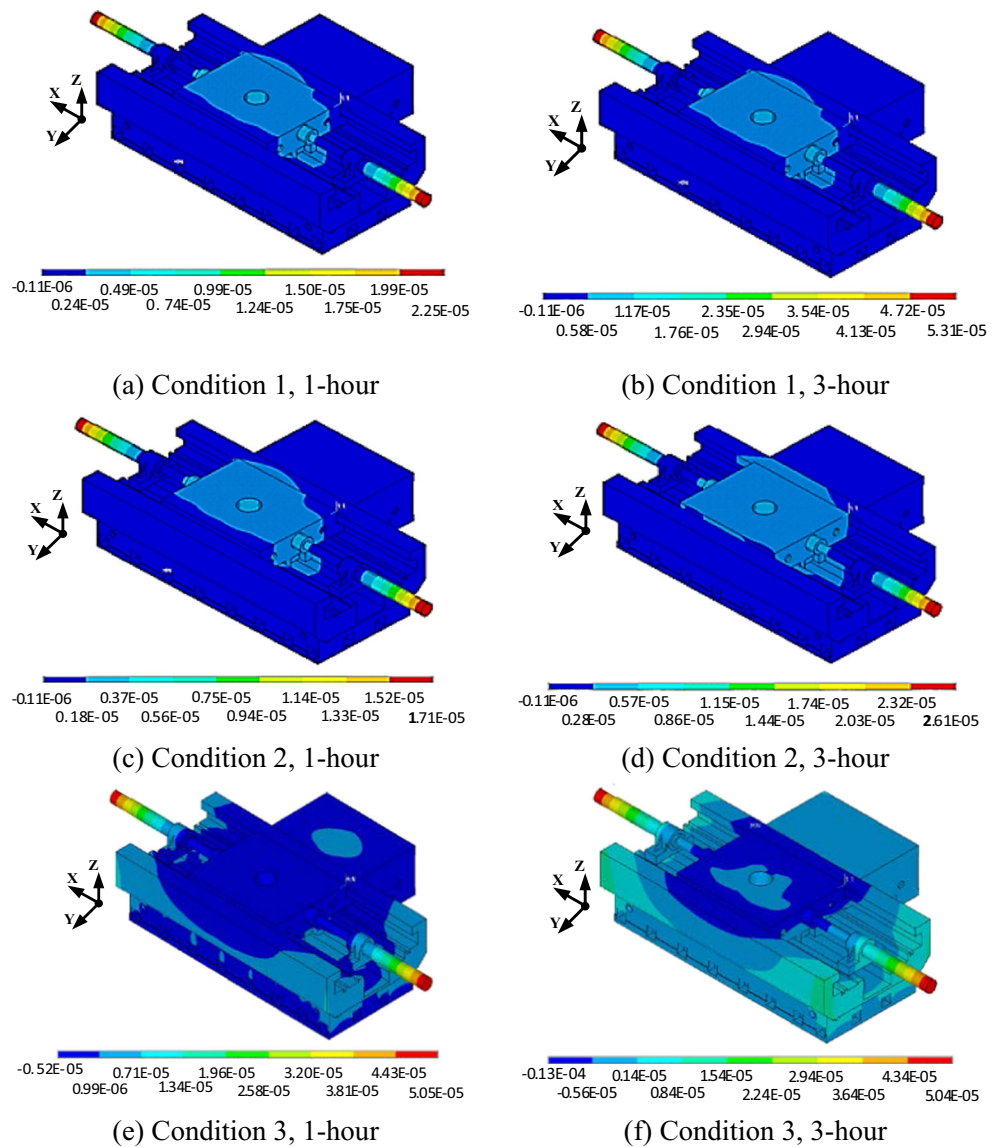 X Z Y
X Z Y
-0.11E-06 0.49E-05 0.99E-05 1.50E-05 1.99E-05
0.24E-05 0. 74E-05 1.24E-05 1.75E-05 2.25E-05
-0.11E-06 1.17E-05 2.35E-05 3.54E-05 4.72E-05
0.58E-05 1.76E-05 2.94E-05 4.13E-05 5.31E-05
(a) Condition 1, 1-hour
(b) Condition 1, 3-hour
X Z Y
X Z Y
-0.11E-06 0.37E-05 0.75E-05 1.14E-05 1.52E-05
0.18E-05 0.56E-05 0.94E-05 1.33E-05 1.71E-05
-0.11E-06 0.57E-05 1.15E-05 1.74E-05 2.32E-05
0.28E-05 0.86E-05 1.44E-05 2.03E-05 2.61E-05
(c) Condition 2, 1-hour
(d) Condition 2, 3-hour
X Z Y
X Z Y
-0. 52E-05 0.71E-05 1.96E-05 3.20E-05 4.43E-05
0.99E-06 1.34E-05 2.58E-05 3.81E-05 5.05E-05
-0.13E-04 0.14E-05 1.54E-05 2.94E-05 4.34E-05
-0.56E-05 0.84E-05 2.24E-05 3.64E-05 5.04E-05
(e) Condition 3, 1-hour
(f) Condition 3, 3-hour